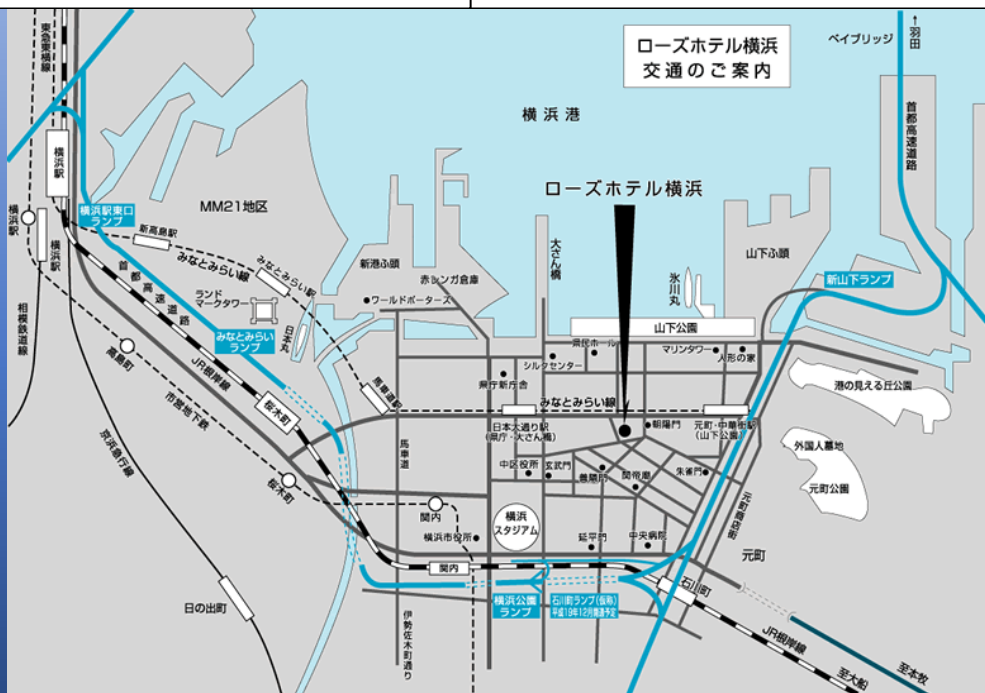 ローズホテル横浜
交通のご案内
ベイブリッジ
→羽田
首都高速道路
東急東横線
横浜港
横浜駅
ローズホテル横浜
横浜駅東口
ランプ
MM21地区
横浜駅
横浜駅
新高島駅
みなとみらい線
みなとみらい駅
新港ふ頭
赤レンガ倉庫
大さん橋
氷川丸
山下ふ頭
新山下ランプ
首都高速道路
ランド
マークタワー
ワールドポーターズ
日本丸
みなとみらい
ランプ
相模鉄道線
高島町
JR根岸線
市営地下鉄
京浜急行線
桜木町
桜木町
馬車道駅
馬車道
山下公園
県民ホール
シルクセンター
マリンタワー
人形の家
県庁新庁舎
みなとみらい線
日本大通り駅
(県庁・大さん橋)
朝陽門
元町・中華街駅
(山下公園)
港の見える丘公園
外国人墓地
元町公園
中区役所
玄武門
善隣門
関帝廟
朱雀門
元町商店街
元町
関内
横浜
スタジアム
横浜市役所
延平門
中央病院
関内
石川町
横浜公園
ランプ
石川町ランプ(仮称)
平成19年12月開通予定
日の出町
伊勢佐木町通り
JR根岸線
至大船
至本牧